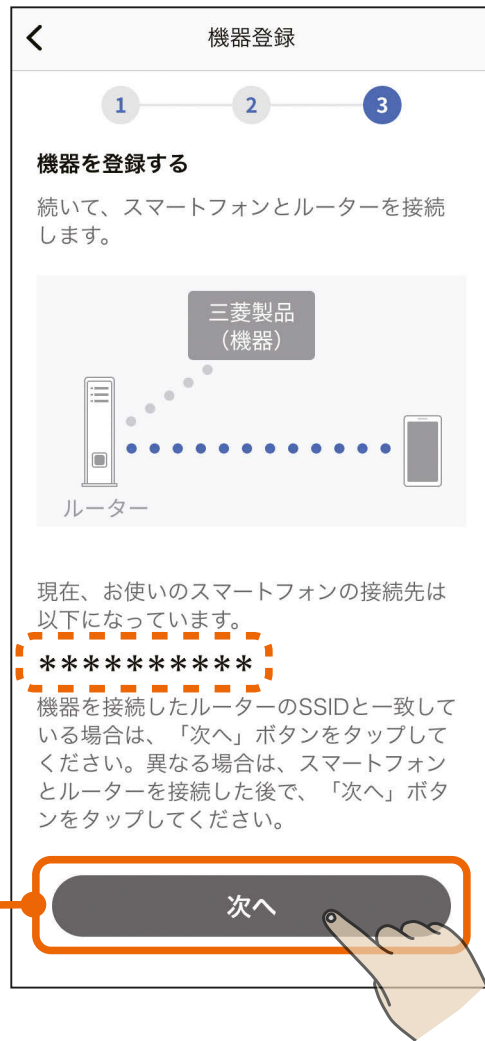 機器登録
1 2 3
機器を登録する
続いて、スマートフォンとルーターを接続
します。
三菱製品
（機器）
ルーター
現在、お使いのスマートフォンの接続先は
以下になっています。
**********
機器を接続したルーターのSSIDと一致して
いる場合は、「次へ」ボタンをタップして
ください。異なる場合は、スマートフォン
とルーターを接続した後で、「次へ」ボタ
ンをタップしてください。
次へ